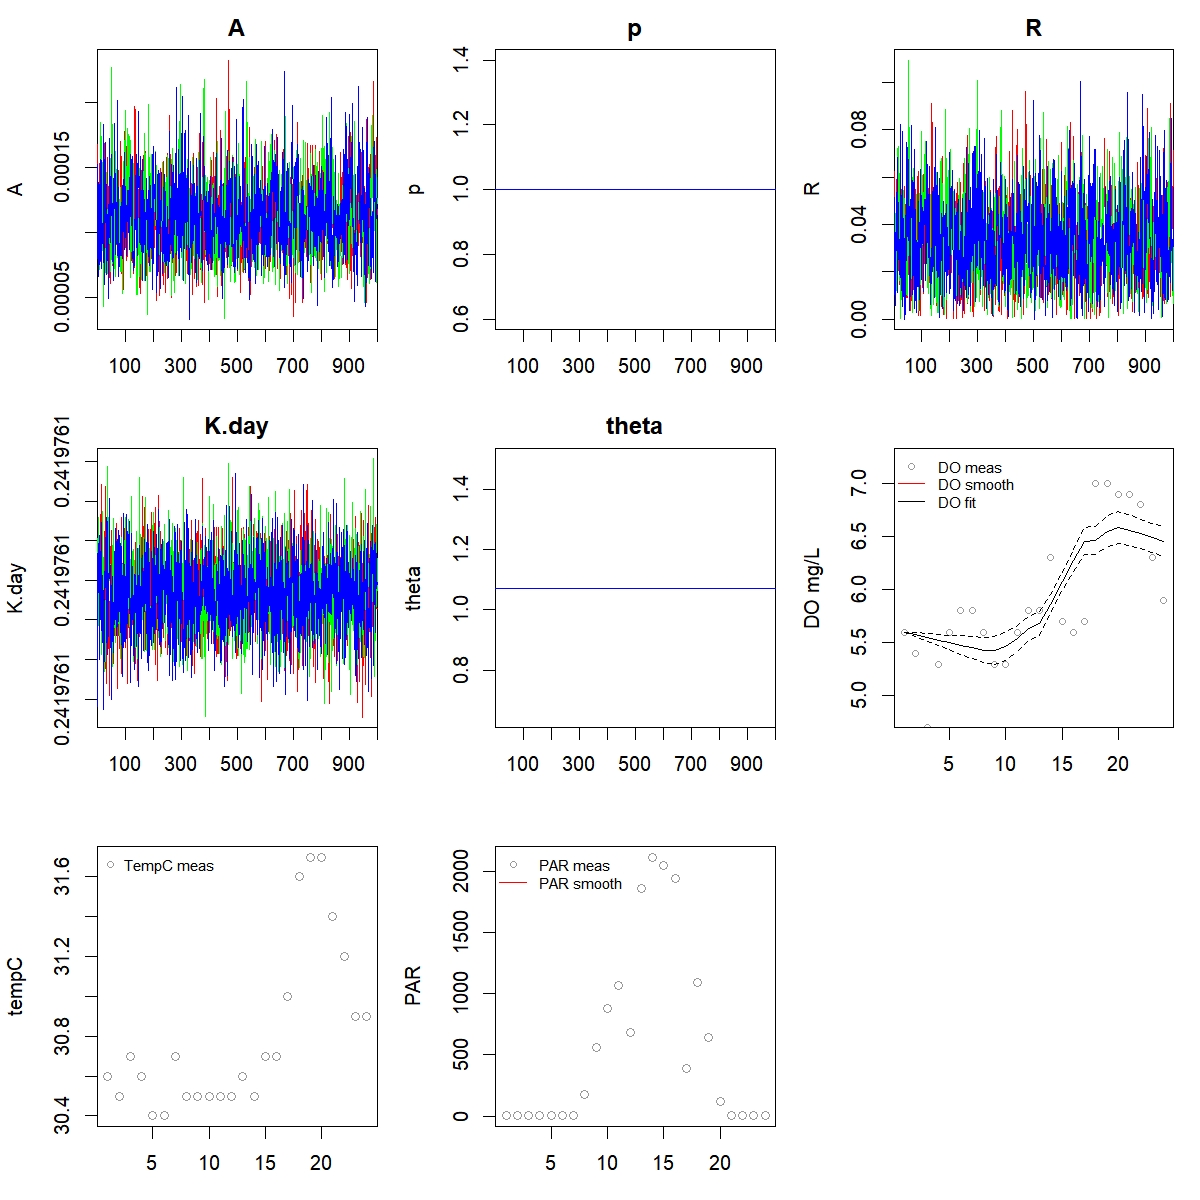 A
A
0.00005
0.00015
100 300 500 700 900
p
p
0.6 0.8 1.0 1.2 1.4
100 300 500 700 900
R
R
0.00 0.04 0.08
100 300 500 700 900
K.day
K.day
0.2419761 0.2419761 0.2419761 0.2419761
100 300 500 700 900
theta
theta
0.8 1.0 1.2 1.4
100 300 500 700 900
DO mg/L
5.0 5.5 6.0 6.5 7.0
DO meas
DO smooth
DO fit
5 10 15 20
tempC
30.4 30.8 31.2 31.6
TempC meas
5 10 15 20
PAR
0 500 1000 1500 2000
PAR meas
PAR smooth
5 10 15 20